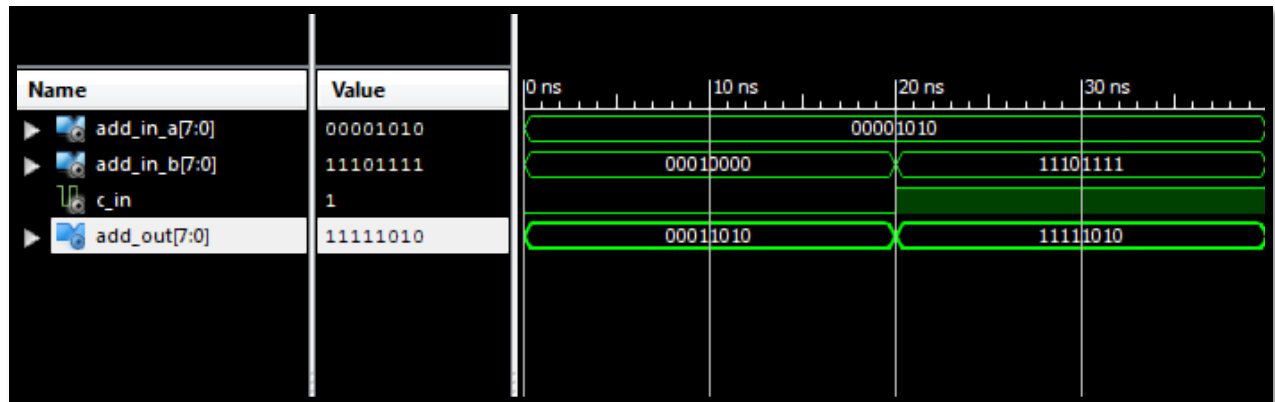 Name Value 0 ns 10 ns 20 ns 30 ns
add_in_a[7:0] 00001010 00001010
add_in_b[7:0] 11101111 00010000 11101111
c_in 1
add_out[7:0] 11111010 00011010 11111010